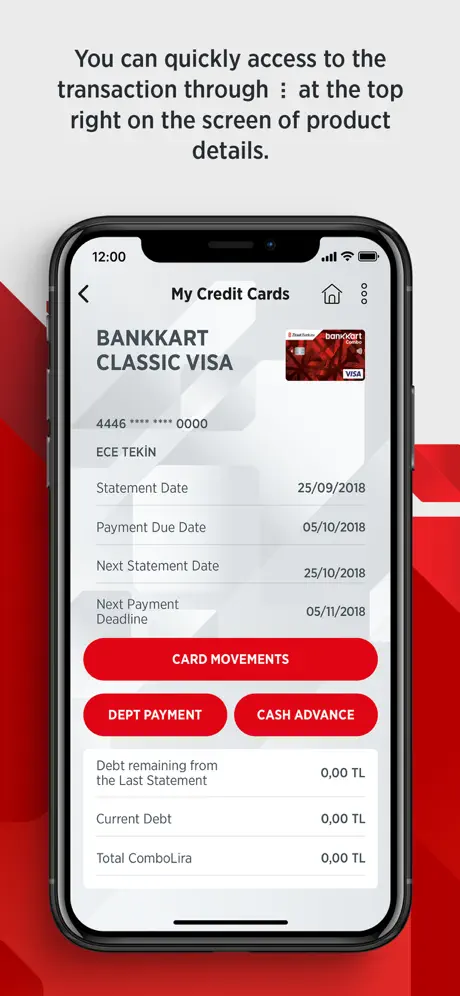 You can quickly access to the
transaction through ⋮ at the top
right on the screen of product
details.
12:00
My Credit Cards
BANKKART
CLASSIC VISA
bankkart
Combo
VISA
4446 **** **** 0000
ECE TEKİN
Statement Date 25/09/2018
Payment Due Date 05/10/2018
Next Statement Date 25/10/2018
Next Payment
Deadline 05/11/2018
CARD MOVEMENTS
DEPT PAYMENT CASH ADVANCE
Debt remaining from
the Last Statement 0,00 TL
Current Debt 0,00 TL
Total ComboLira 0,00 TL